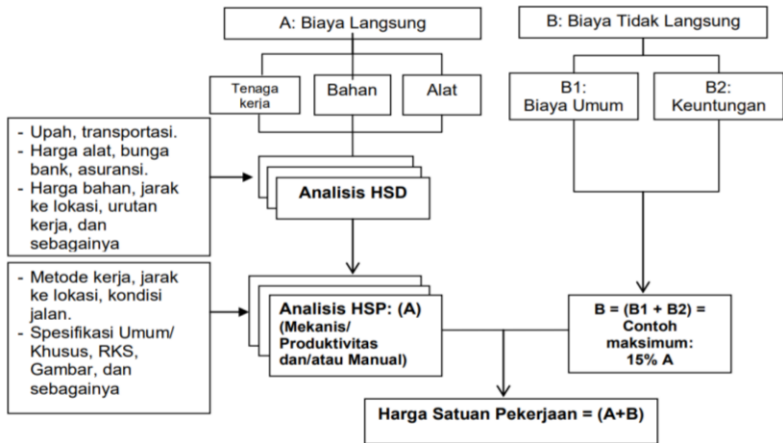 A: Biaya Langsung
B: Biaya Tidak Langsung
Tenaga
kerja
Bahan
Alat
B1:
Biaya Umum
B2:
Keuntungan
- Upah, transportasi.
- Harga alat, bunga
bank, asuransi.
- Harga bahan, jarak
ke lokasi, urutan
kerja, dan
sebagainya
Analisis HSD
- Metode kerja, jarak
ke lokasi, kondisi
jalan.
- Spesifikasi Umum/
Khusus, RKS,
Gambar, dan
sebagainya
Analisis HSP: (A)
(Mekanis/
Produktivitas
dan/atau Manual)
B = (B1 + B2) =
Contoh
maksimum:
15% A
Harga Satuan Pekerjaan = (A+B)